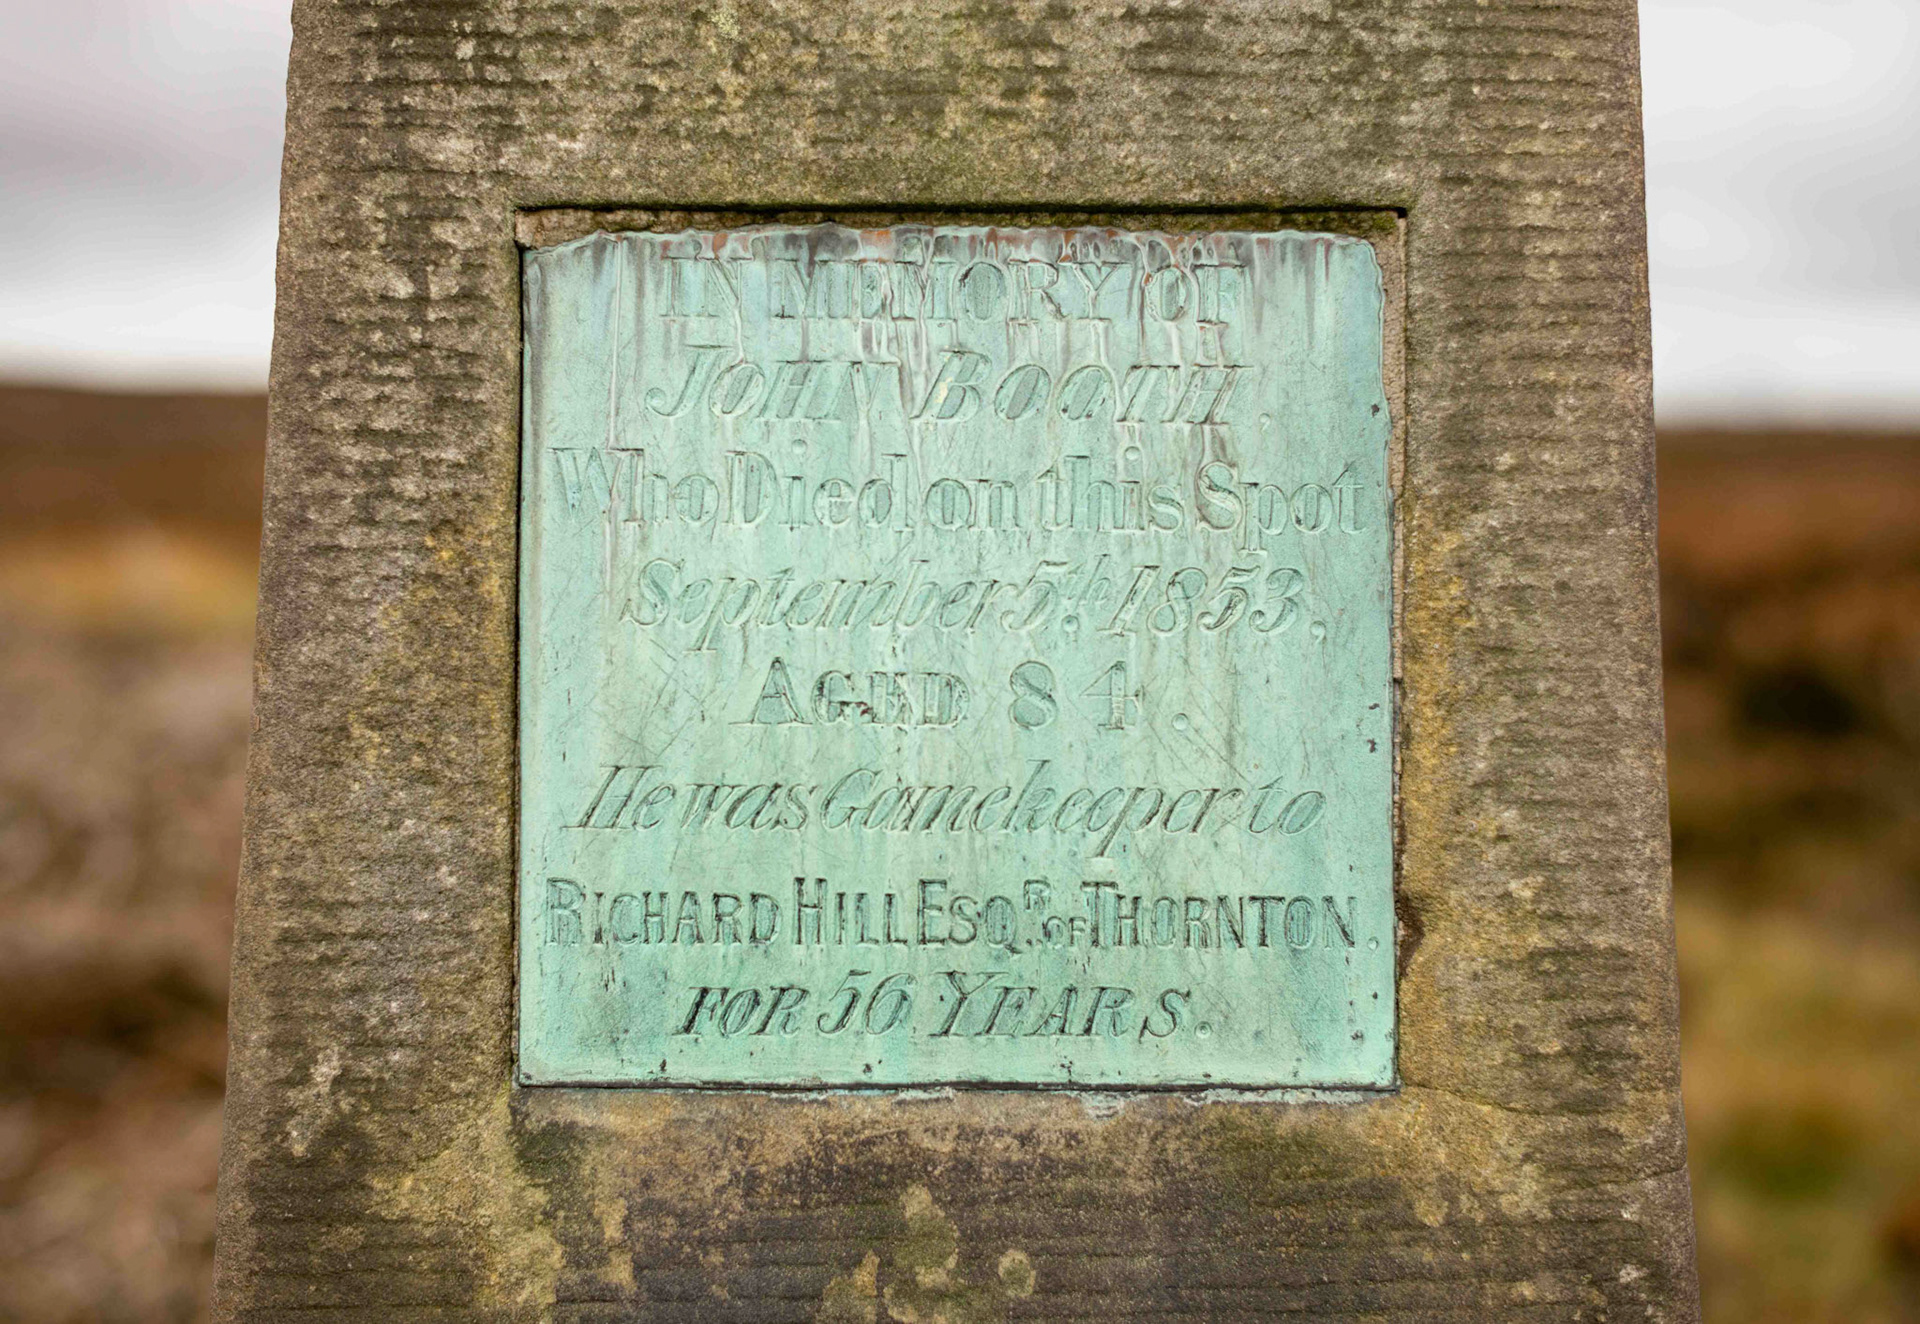 IN MEMORY OF
JOHN BOOTH,
Who Died on this Spot
September 5th. 1853,
AGED 84.
He was Gamekeeper to
RICHARD HILL ESQR. OF THORNTON.
FOR 56 YEARS.